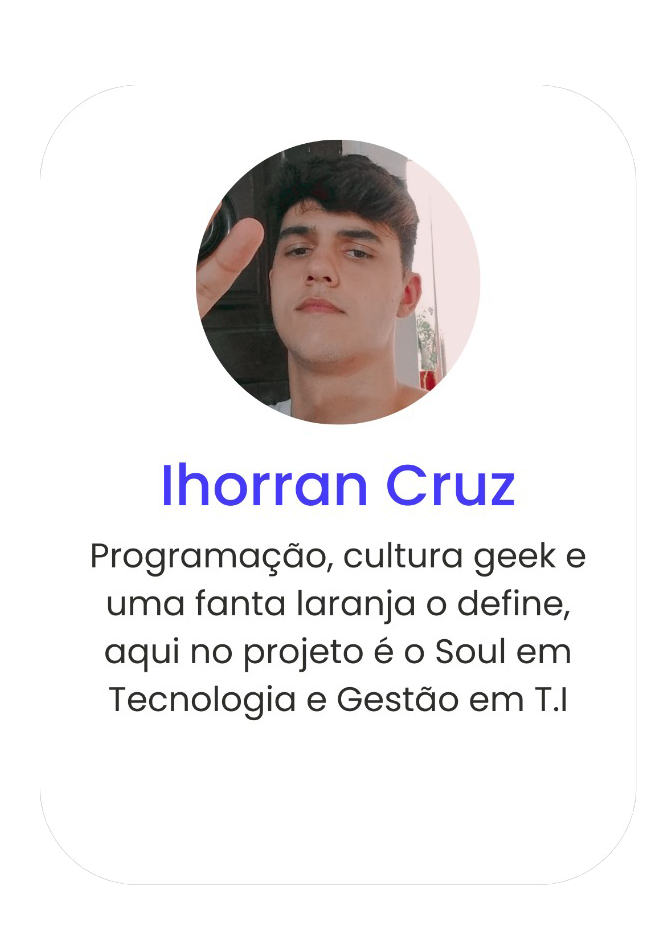 Ihorran Cruz
Programação, cultura geek e
uma fanta laranja o define,
aqui no projeto é o Soul em
Tecnologia e Gestão em T.I